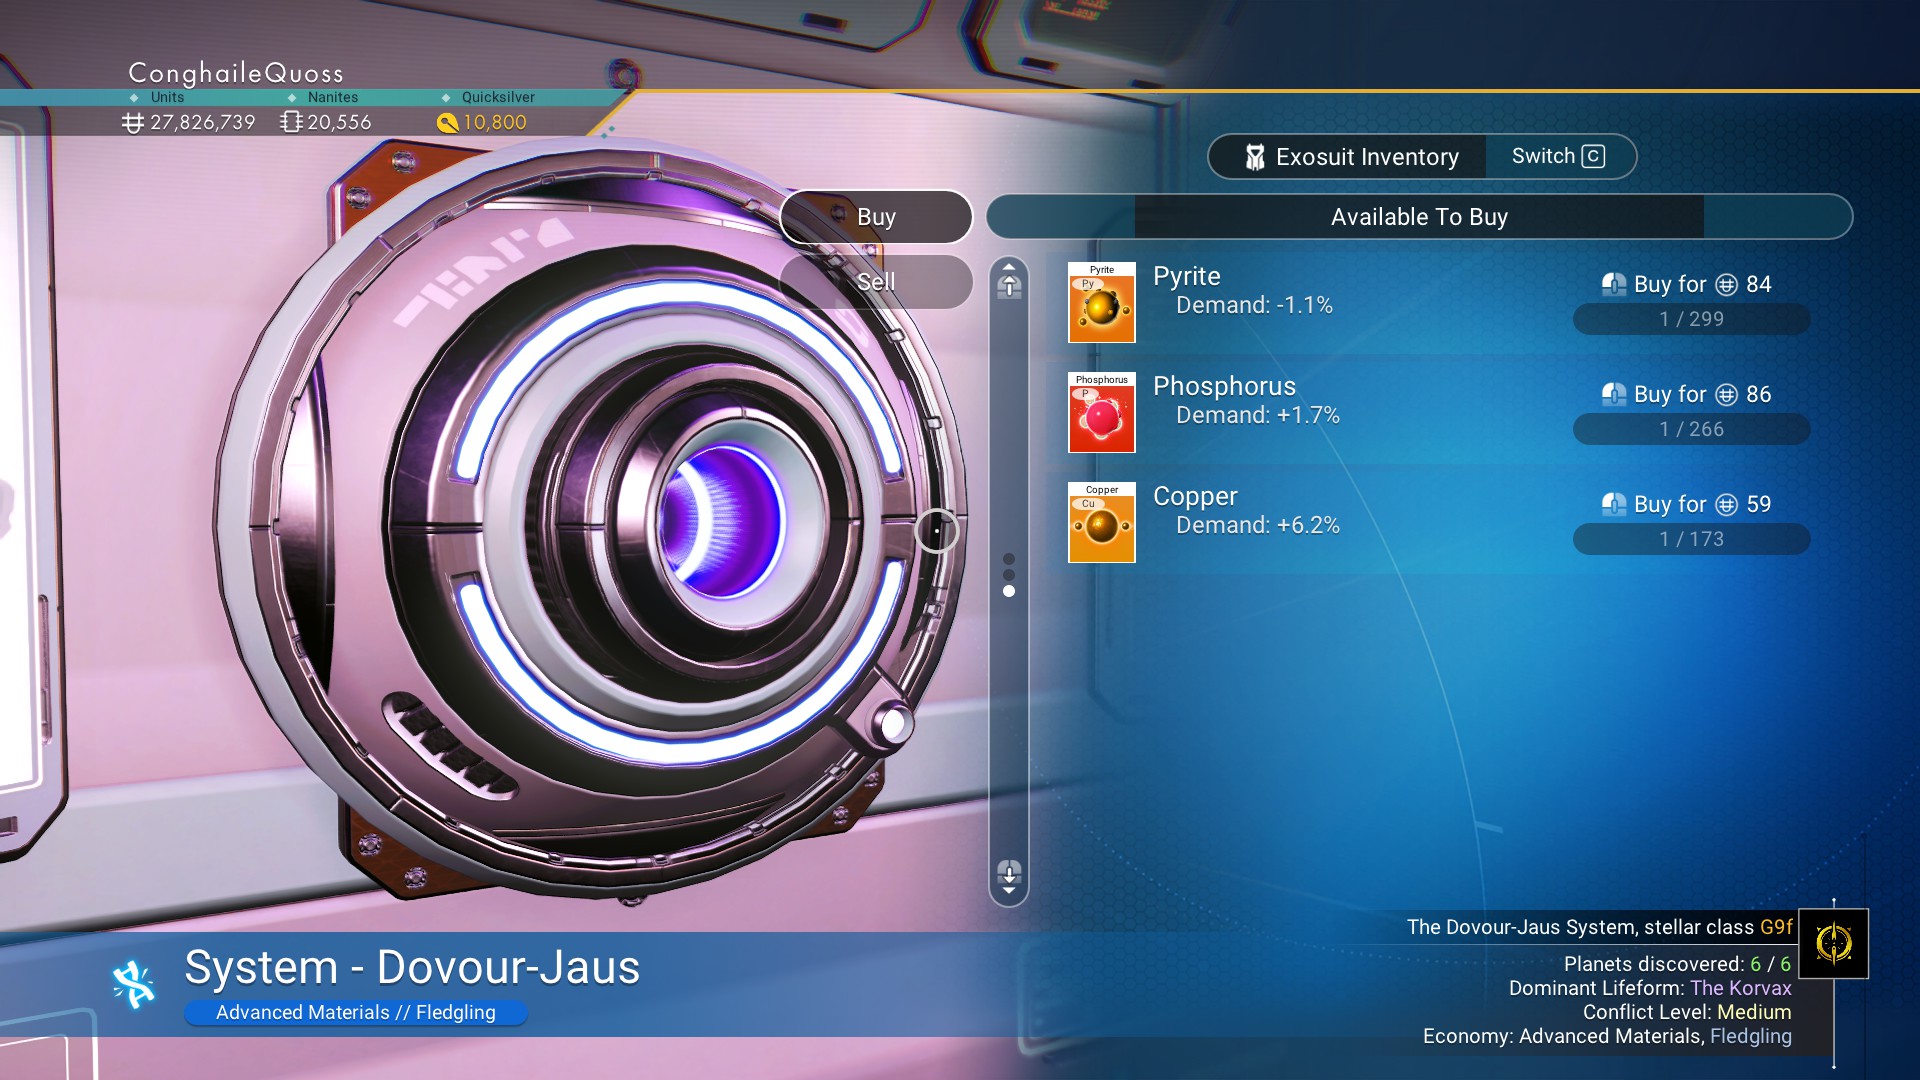 ConghaileQuoss
Units Nanites Quicksilver
27,826,739 20,556 10,800
Exosuit Inventory Switch C
Buy
Available To Buy
Sell
Pyrite
Py
Pyrite
Demand: -1.1%
Buy for 84
1 / 299
Phosphorus
P
Phosphorus
Demand: +1.7%
Buy for 86
1 / 266
Copper
Cu
Copper
Demand: +6.2%
Buy for 59
1 / 173
System - Dovour-Jaus
Advanced Materials // Fledgling
The Dovour-Jaus System, stellar class G9f
Planets discovered: 6 / 6
Dominant Lifeform: The Korvax
Conflict Level: Medium
Economy: Advanced Materials, Fledgling